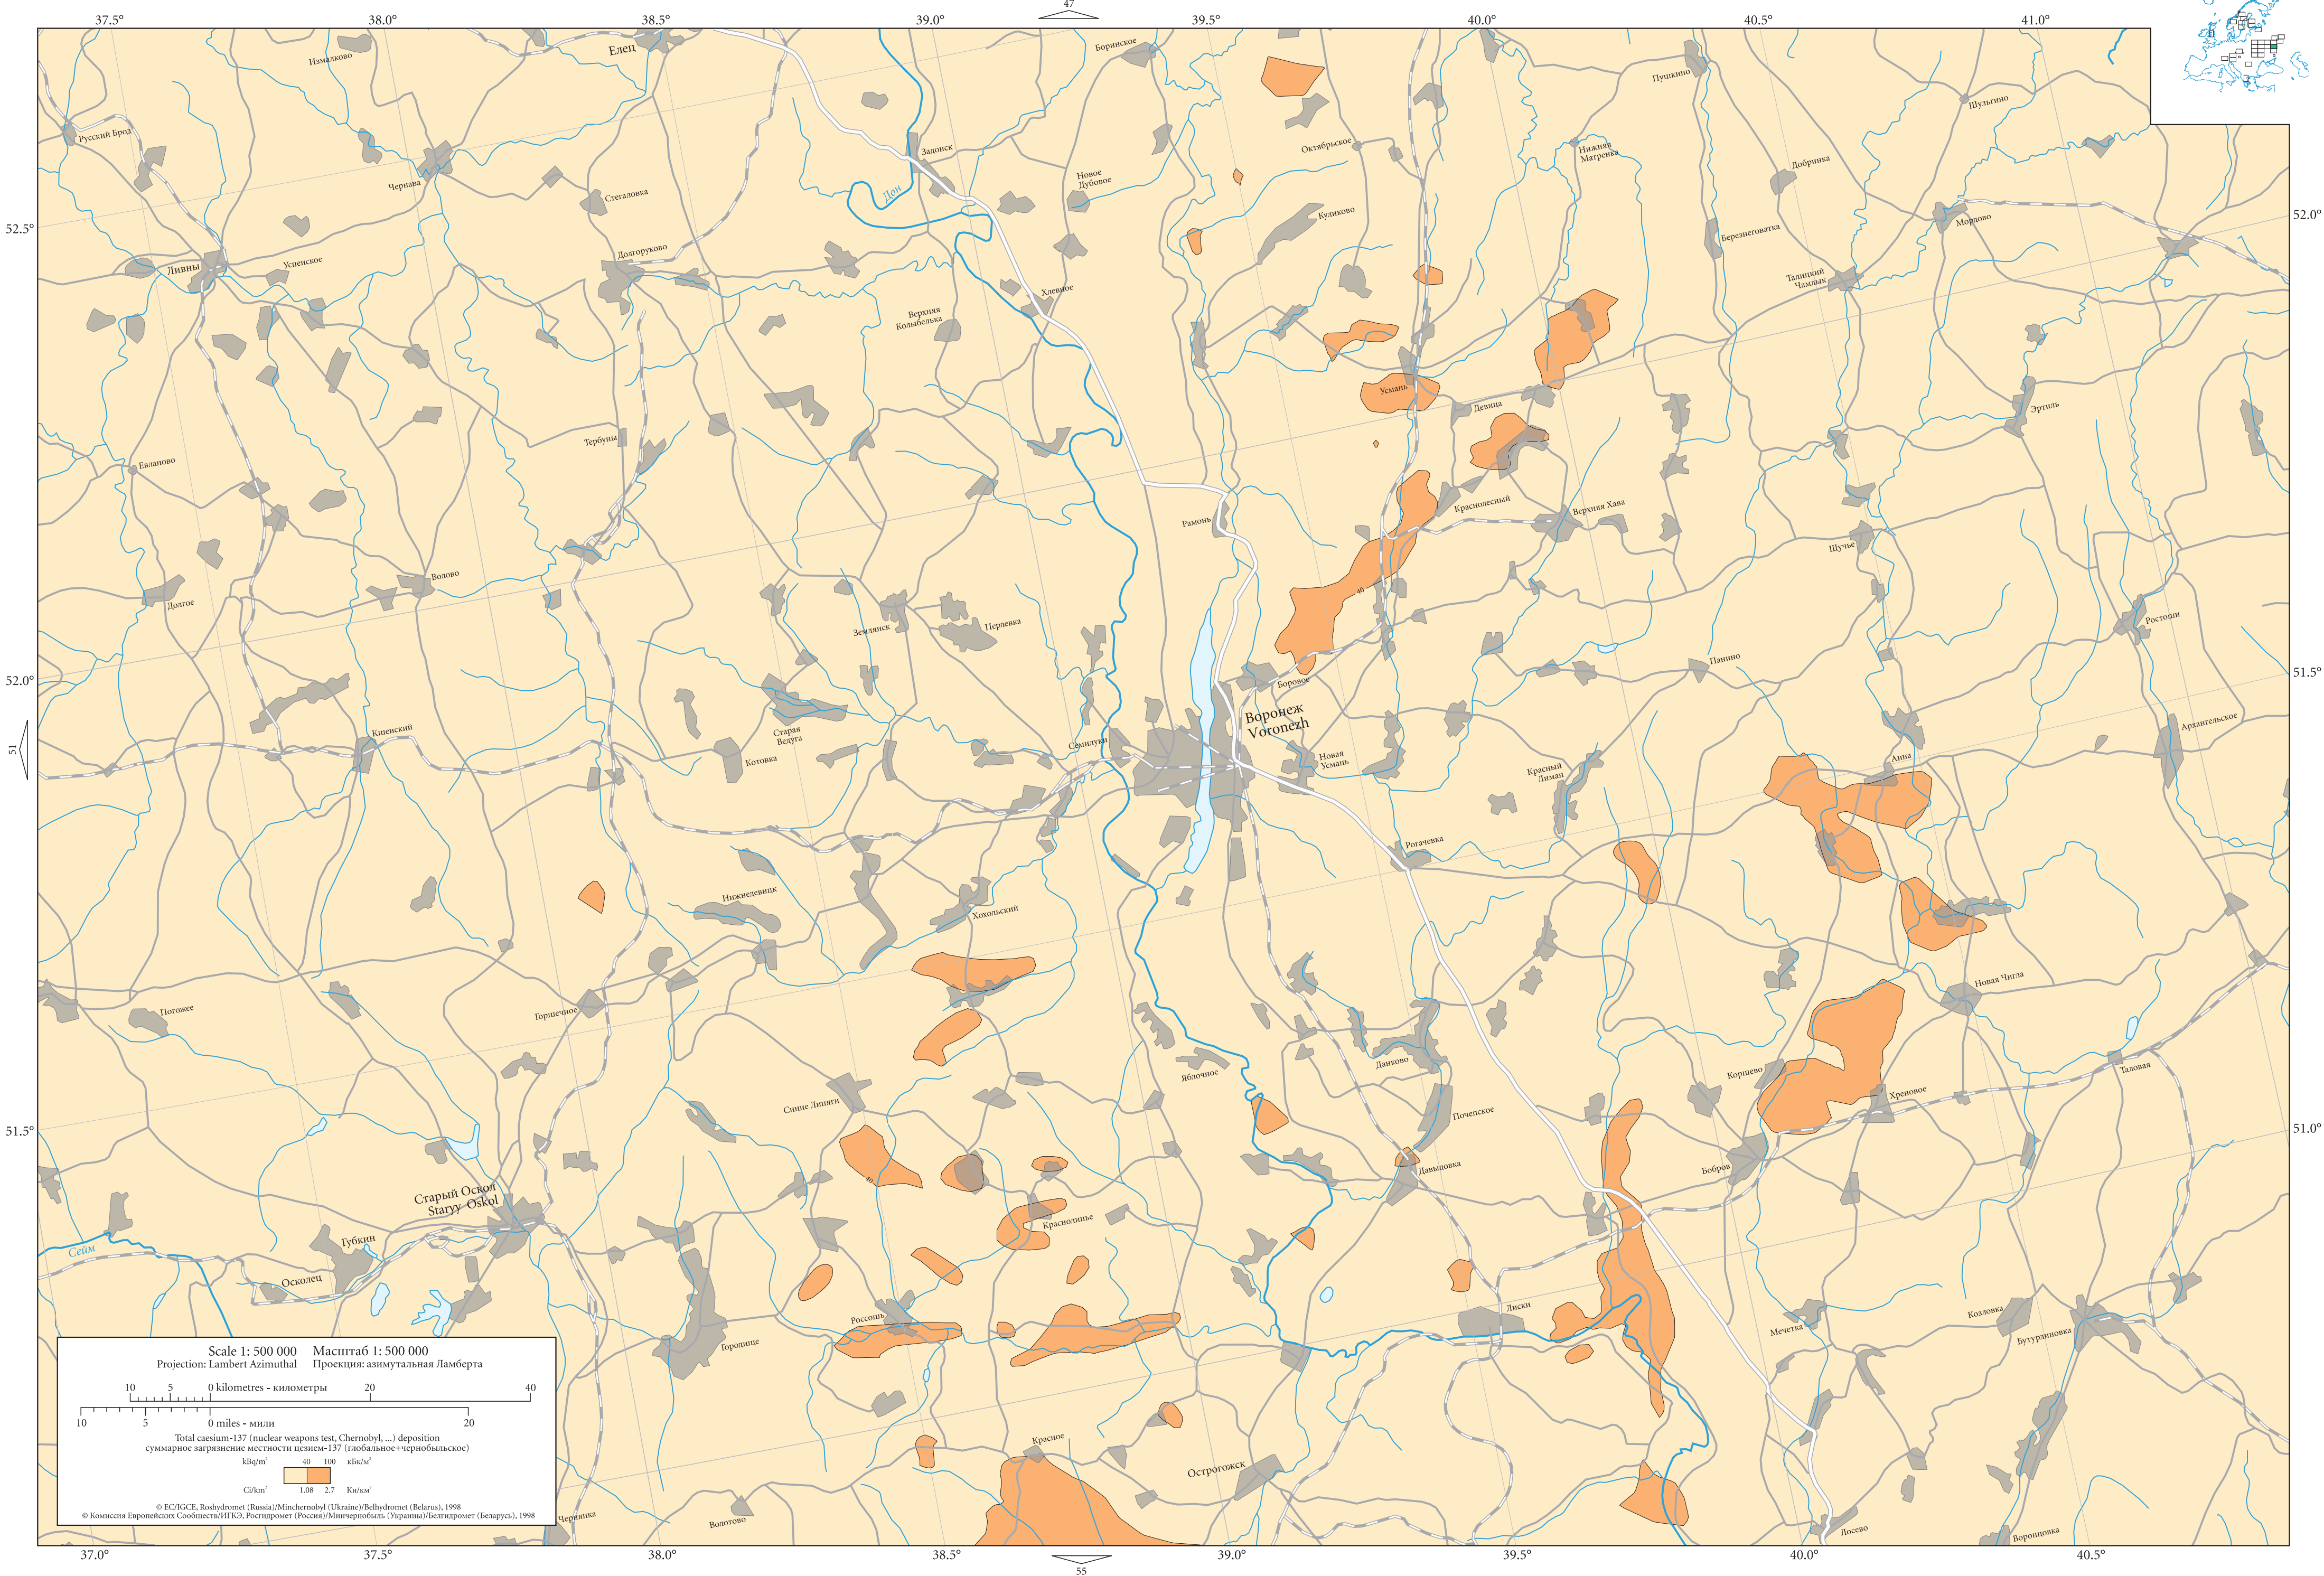 47
37.5°
38.0°
38.5°
39.0°
39.5°
40.0°
40.5°
41.0°
Измалково
Елец
Боринское
Пушкино
Шульгино
Русский Брод
Задонск
Октябрьское
Нижняя
Матренка
Добринка
Чернава
Стегаловка
Дон
Новое
Дубовое
Куликово
Березнеговатка
Мордово
52.5°
52.0°
Ливны
Успенское
Долгоруково
Хлевное
Талицкий
Чамлык
Верхняя
Колыбелька
Усмань
Девица
Эртиль
Тербуны
Евланово
Рамонь
Краснолесный
Верхняя Хава
Щучье
Волово
Долгое
40
Землянск
Перлевка
Ростоши
52.0°
51.5°
Панино
Боровое
Воронеж
Voronezh
Архангельское
51
Кшенский
Старая
Ведуга
Семилуки
Котовка
Новая
Усмань
Красный
Лиман
Анна
Рогачевка
Нижнедевицк
Хохольский
Новая Чигла
Погожее
Горшечное
Данково
Яблочное
Коршево
Таловая
Хреновое
Синие Липяги
Почепское
51.5°
51.0°
40
Давыдовка
Бобров
Старый Оскол
Staryy Oskol
Краснолипье
Губкин
Сейм
Осколец
Лиски
Козловка
Россошь
Мечетка
Бутурлиновка
Городище
Scale 1: 500 000 Масштаб 1: 500 000
Projection: Lambert Azimuthal Проекция: азимутальная Ламберта
10 5 0 kilometres - километры 20 40
10 5 0 miles - мили 20
Total caesium-137 (nuclear weapons test, Chernobyl, ...) deposition
суммарное загрязнение местности цезием-137 (глобальное+чернобыльское)
kBq/m² 40 100 кБк/м²
Ci/km² 1.08 2.7 Ки/км²
© EC/IGCE, Roshydromet (Russia)/Minchernobyl (Ukraine)/Belhydromet (Belarus), 1998
© Комиссия Европейских Сообществ/ИГКЭ, Росгидромет (Россия)/Минчернобыль (Украины)/Белгидромет (Беларусь), 1998
Красное
Острогожск
Чернянка
Волотово
Лосево
Воронцовка
37.0°
37.5°
38.0°
38.5°
39.0°
39.5°
40.0°
40.5°
55